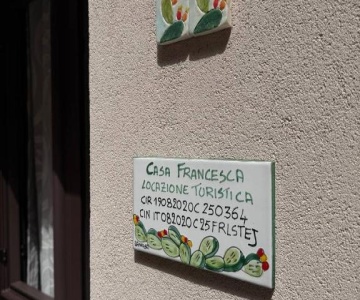 CASA FRANCESCA
LOCAZIONE TURISTICA
CIR 19082020C250364
CIN IT082020C25FRLSTEJ